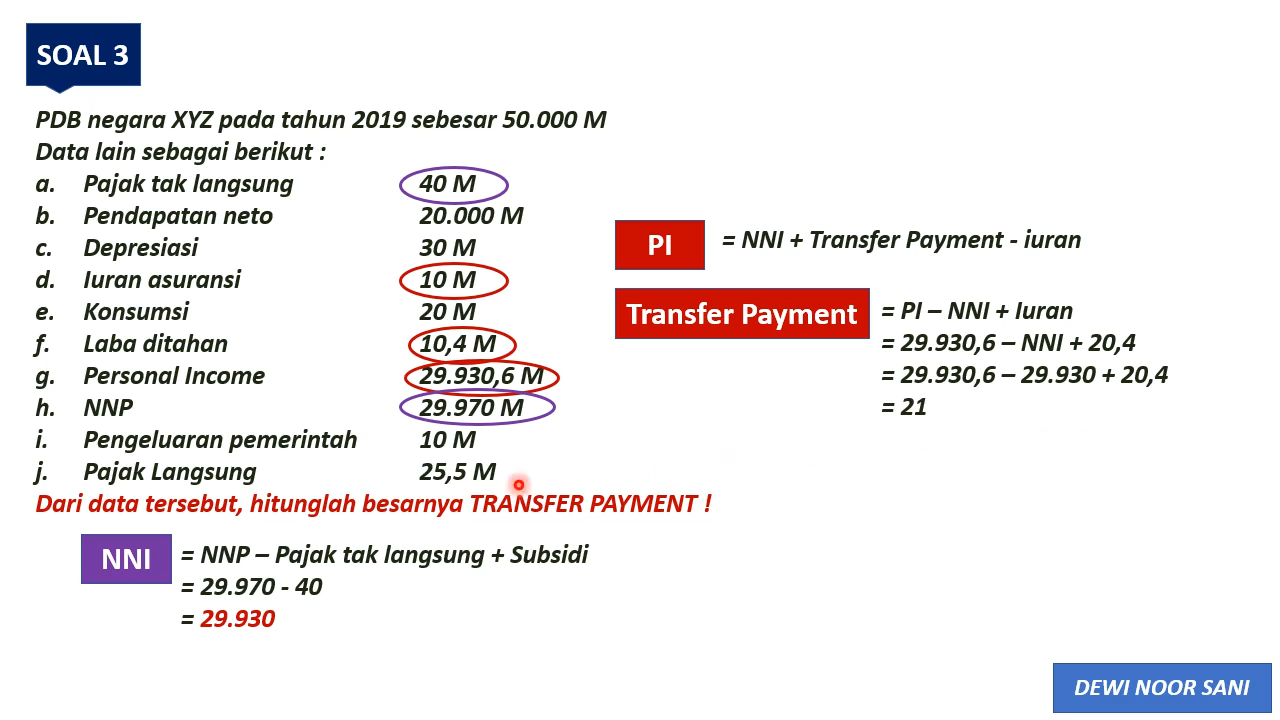 SOAL 3
PDB negara XYZ pada tahun 2019 sebesar 50.000 M
Data lain sebagai berikut :
a. Pajak tak langsung 40 M
b. Pendapatan neto 20.000 M
c. Depresiasi 30 M
d. Iuran asuransi 10 M
e. Konsumsi 20 M
f. Laba ditahan 10,4 M
g. Personal Income 29.930,6 M
h. NNP 29.970 M
i. Pengeluaran pemerintah 10 M
j. Pajak Langsung 25,5 M
Dari data tersebut, hitunglah besarnya TRANSFER PAYMENT !
NNI = NNP – Pajak tak langsung + Subsidi
= 29.970 - 40
= 29.930
PI = NNI + Transfer Payment - iuran
Transfer Payment = PI – NNI + Iuran
= 29.930,6 – NNI + 20,4
= 29.930,6 – 29.930 + 20,4
= 21
DEWI NOOR SANI